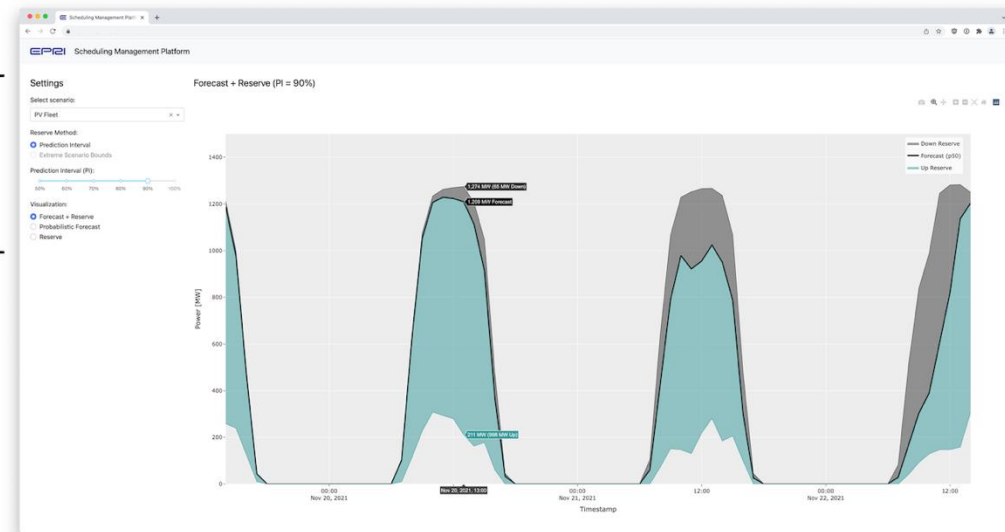 Scheduling Management Platf
EPRI Scheduling Management Platform
Settings
Select scenario:
PV Fleet
Reserve Method:
Prediction Interval
Extreme Scenario Bounds
Prediction Interval (PI):
50% 60% 70% 80% 90% 100%
Visualization:
Forecast + Reserve
Probabilistic Forecast
Reserve
Forecast + Reserve (PI = 90%)
Down Reserve
Forecast (p50)
Up Reserve
Power [MW]
1400
1200
1000
800
600
400
200
0
1,274 MW (65 MW Down)
1,209 MW Forecast
211 MW (998 MW Up)
00:00
Nov 20, 2021
Nov 20, 2021, 13:00
00:00
Nov 21, 2021
12:00
00:00
Nov 22, 2021
12:00
Timestamp